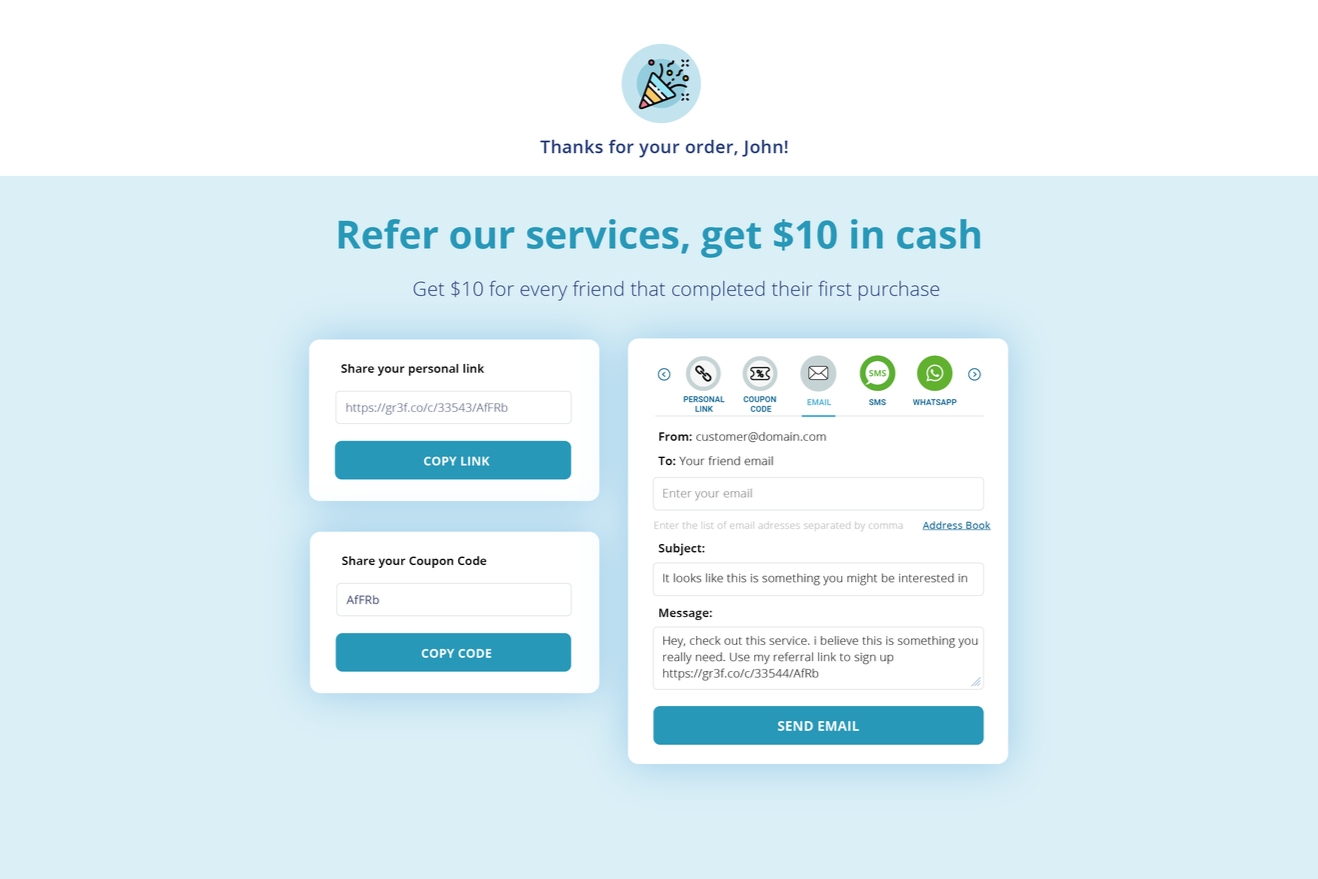 Thanks for your order, John!
Refer our services, get $10 in cash
Get $10 for every friend that completed their first purchase
Share your personal link
https://gr3f.co/c/33543/AfFRb
COPY LINK
Share your Coupon Code
AfFRb
COPY CODE
PERSONAL
LINK
COUPON
CODE
EMAIL
SMS
SMS
WHATSAPP
From: customer@domain.com
To: Your friend email
Enter your email
Enter the list of email adresses separated by comma
Address Book
Subject:
It looks like this is something you might be interested in
Message:
Hey, check out this service. i believe this is something you
really need. Use my referral link to sign up
https://gr3f.co/c/33544/AfRb
SEND EMAIL